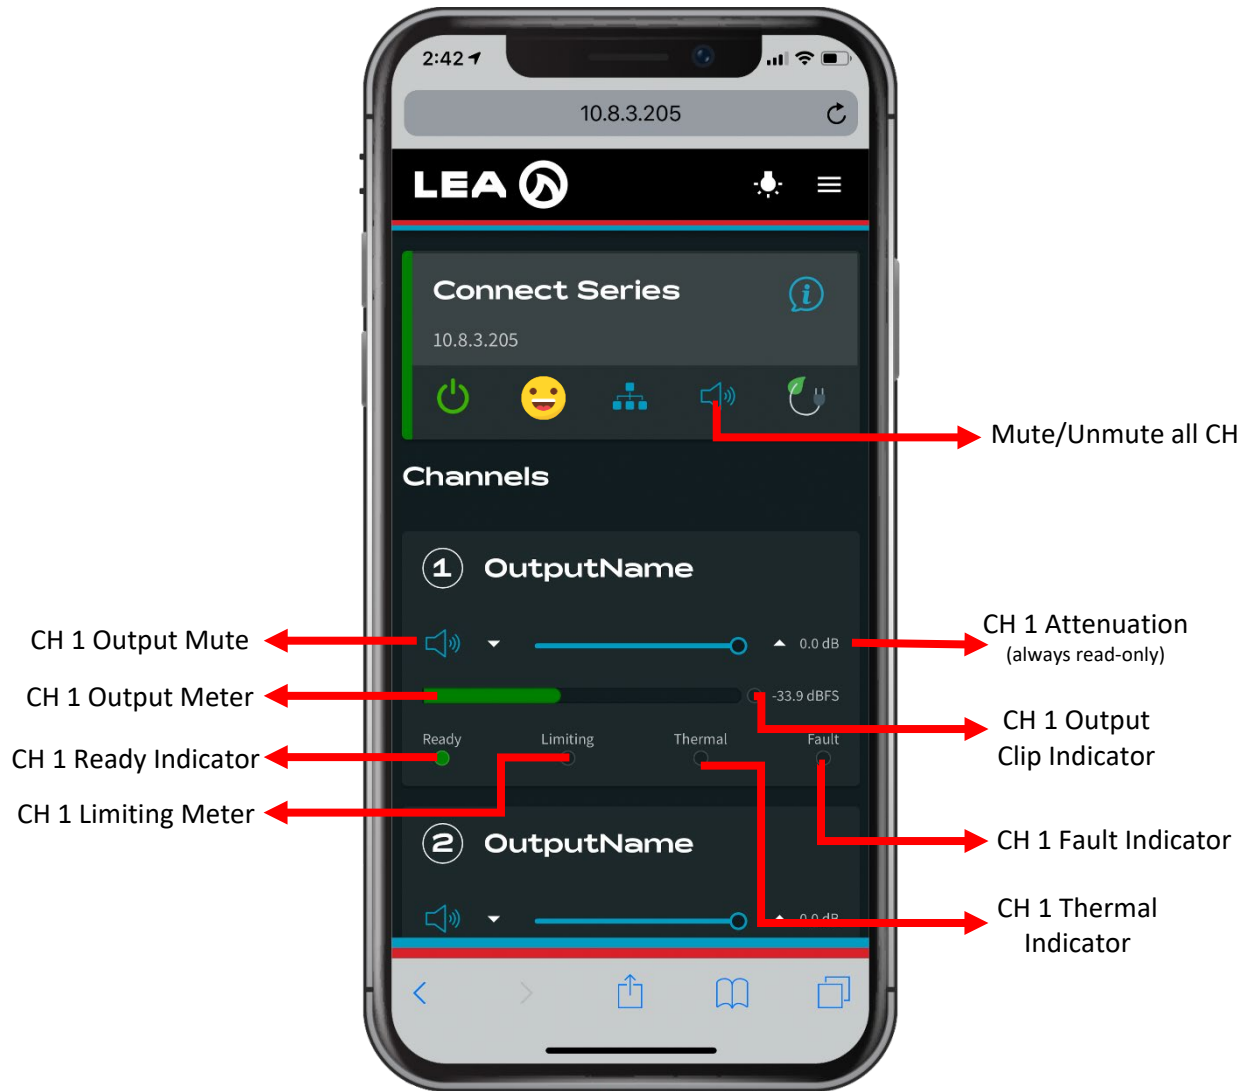 2:42
10.8.3.205
LEA
Connect Series
10.8.3.205
Mute/Unmute all CH
Channels
1 OutputName
CH 1 Output Mute
0.0 dB
CH 1 Attenuation
(always read-only)
CH 1 Output Meter
-33.9 dBFS
CH 1 Output
Clip Indicator
Ready Limiting Thermal Fault
CH 1 Ready Indicator
CH 1 Limiting Meter
2 OutputName
CH 1 Fault Indicator
0.0 dB
CH 1 Thermal
Indicator